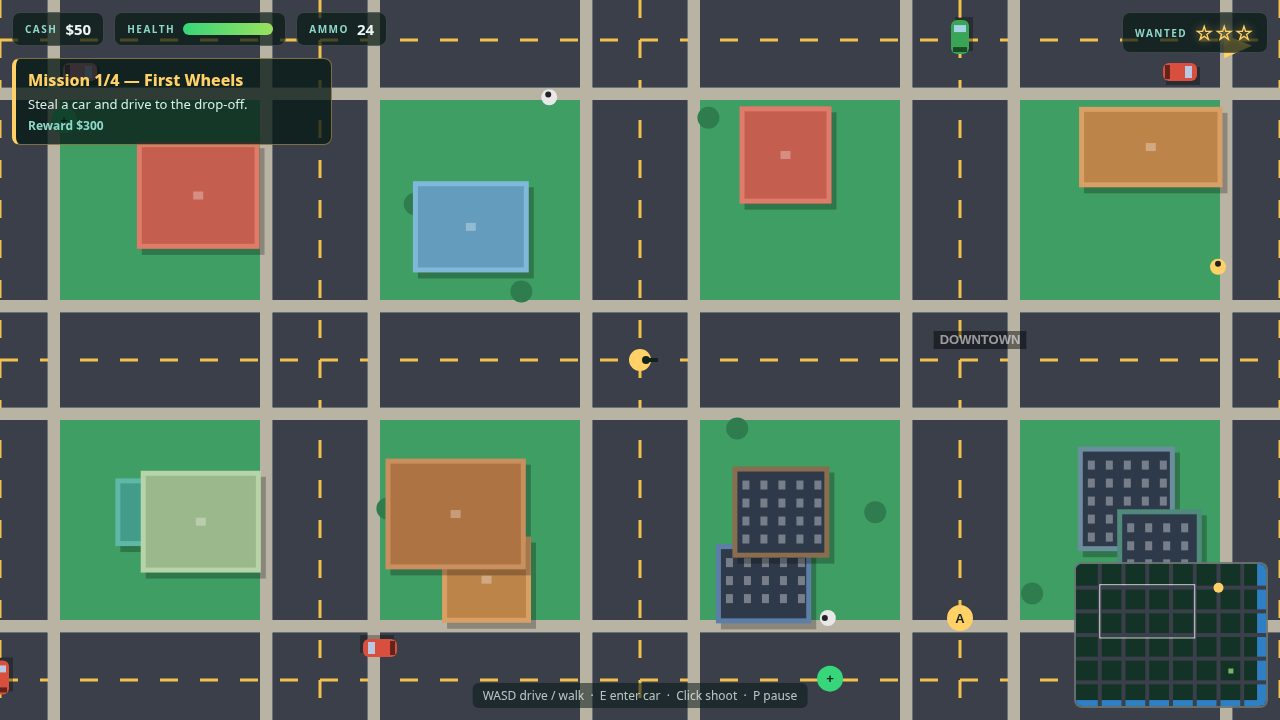 CASH $50
HEALTH
AMMO 24
WANTED ☆☆☆
Mission 1/4 — First Wheels
Steal a car and drive to the drop-off.
Reward $300
DOWNTOWN
A
+
WASD drive / walk · E enter car · Click shoot · P pause